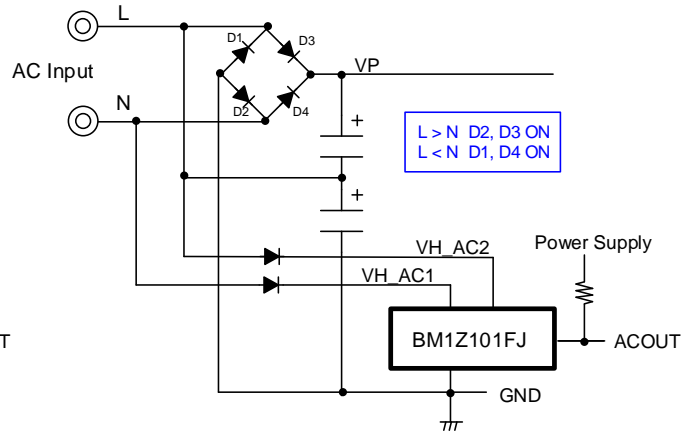 L
D1
D3
AC Input
VP
N
D2
D4
+
L > N D2, D3 ON
L < N D1, D4 ON
+
VH_AC2
Power Supply
VH_AC1
T
BM1Z101FJ
ACOUT
GND